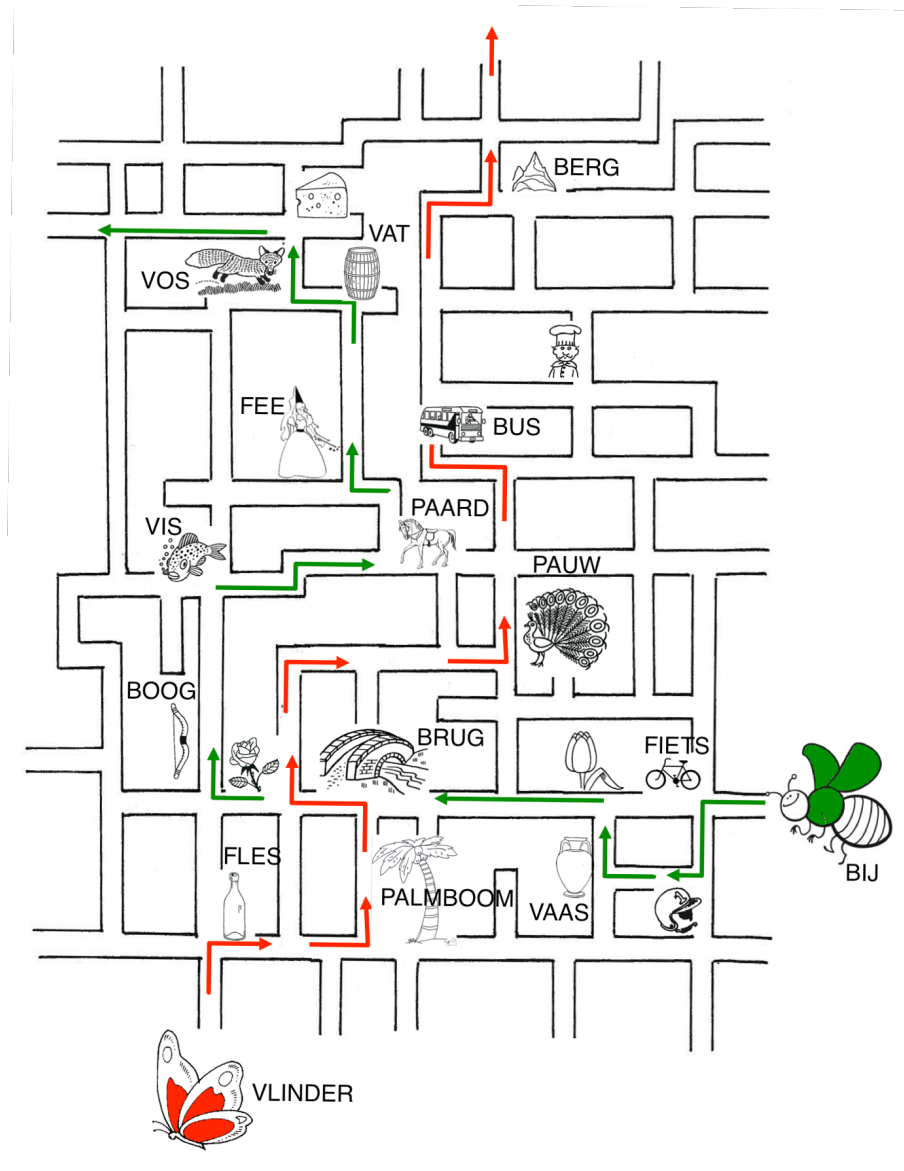 BERG
VAT
VOS
FEE
BUS
PAARD
VIS
PAUW
BOOG
BRUG
FIETS
FLES
BIJ
PALMBOOM
VAAS
VLINDER